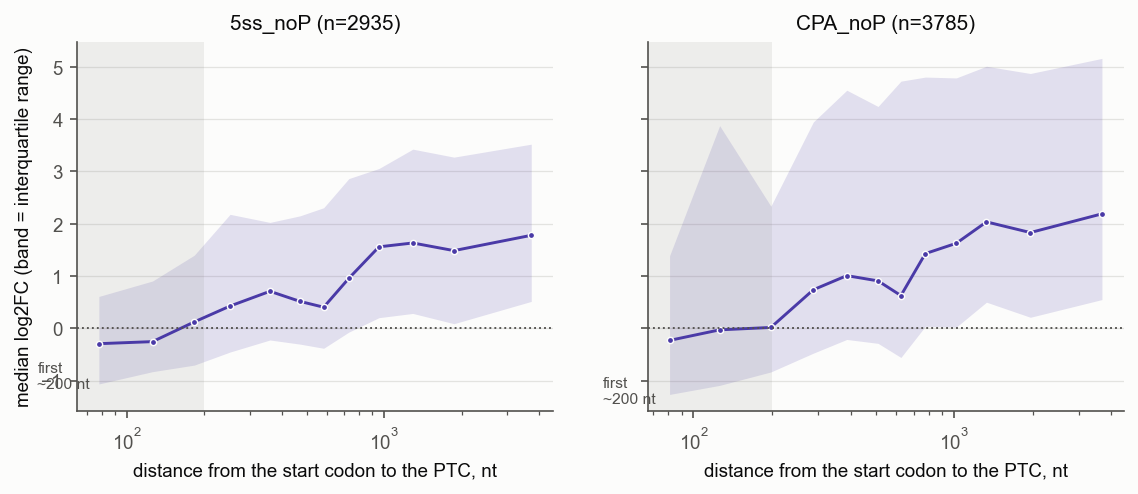 5ss_noP (n=2935)
CPA_noP (n=3785)
median log2FC (band = interquartile range)
5
4
3
2
1
0
−1
first
~200 nt
first
~200 nt
10²
10³
10²
10³
distance from the start codon to the PTC, nt
distance from the start codon to the PTC, nt